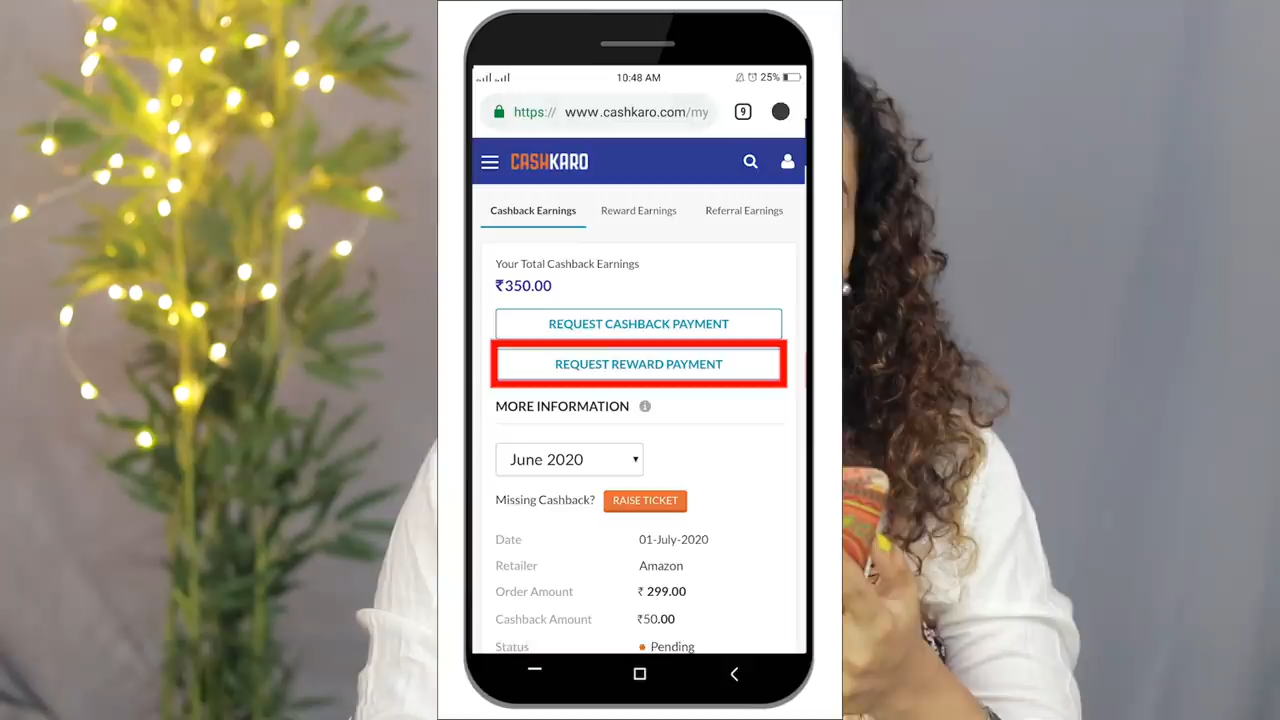 10:48 AM 25%
https:// www.cashkaro.com/my 9
CASHKARO
Cashback Earnings Reward Earnings Referral Earnings
Your Total Cashback Earnings
₹350.00
REQUEST CASHBACK PAYMENT
REQUEST REWARD PAYMENT
MORE INFORMATION i
June 2020
Missing Cashback? RAISE TICKET
Date 01-July-2020
Retailer Amazon
Order Amount ₹ 299.00
Cashback Amount ₹50.00
Status Pending